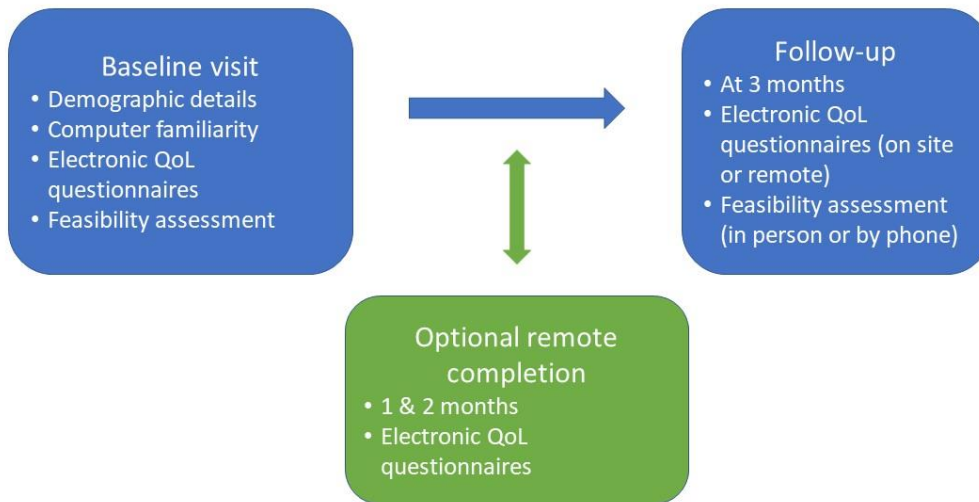 Baseline visit
• Demographic details
• Computer familiarity
• Electronic QoL
questionnaires
• Feasibility assessment
Follow-up
• At 3 months
• Electronic QoL
questionnaires (on site
or remote)
• Feasibility assessment
(in person or by phone)
Optional remote
completion
• 1 & 2 months
• Electronic QoL
questionnaires